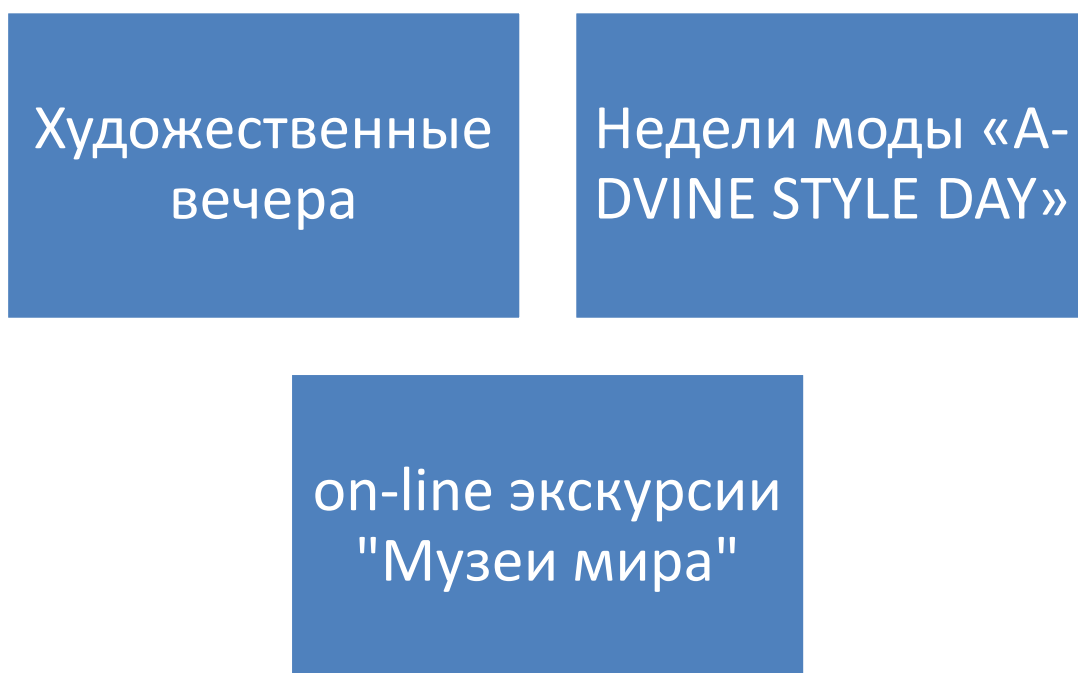 Художественные
вечера
Недели моды «A-
DVINE STYLE DAY»
on-line экскурсии
"Музеи мира"